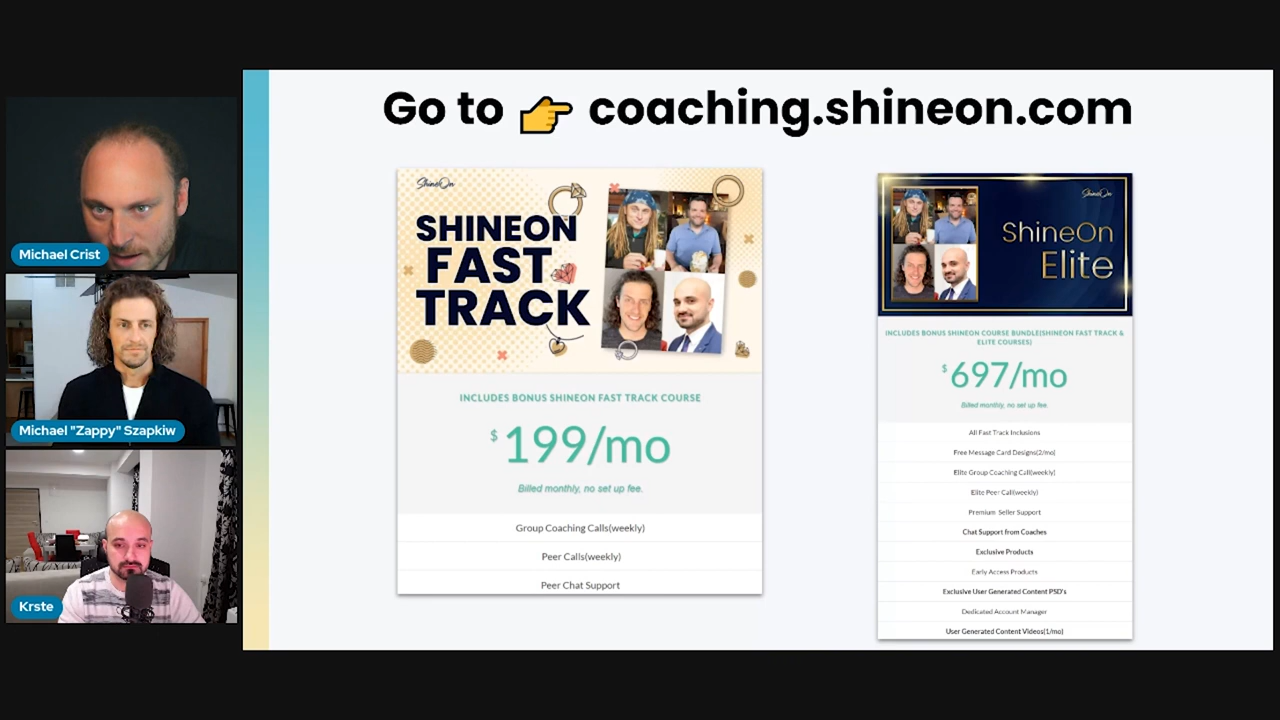 Go to 👉 coaching.shineon.com
Michael Crist
Michael "Zappy" Szapkiw
Krste
ShineOn
SHINEON
FAST
TRACK
INCLUDES BONUS SHINEON FAST TRACK COURSE
$199/mo
Billed monthly, no set up fee.
Group Coaching Calls(weekly)
Peer Calls(weekly)
Peer Chat Support
ShineOn
ShineOn
Elite
INCLUDES BONUS SHINEON COURSE BUNDLE(SHINEON FAST TRACK &
ELITE COURSES)
$697/mo
Billed monthly, no set up fee.
All Fast Track Inclusions
Free Message Card Designs(2/mo)
Elite Group Coaching Call(weekly)
Elite Peer Call(weekly)
Premium Seller Support
Chat Support from Coaches
Exclusive Products
Early Access Products
Exclusive User Generated Content PSD's
Dedicated Account Manager
User Generated Content Videos(1/mo)